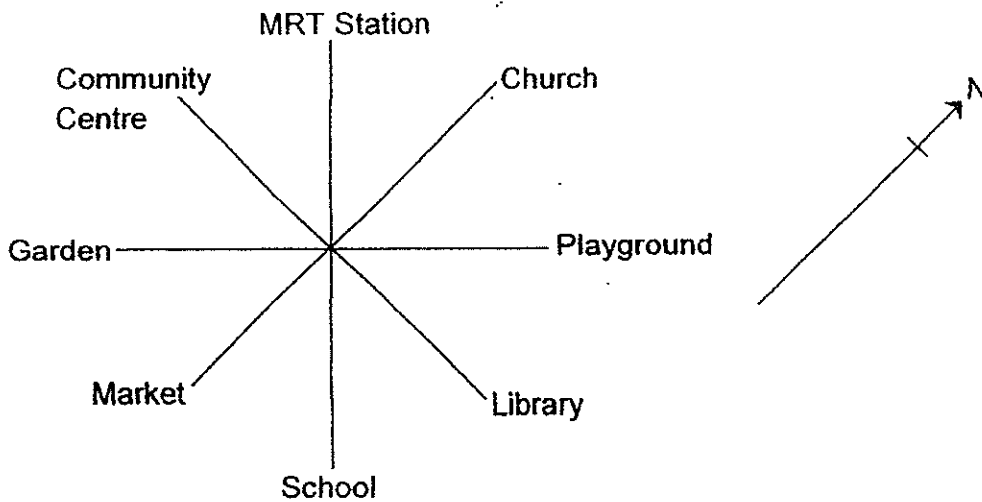 MRT Station
Community
Centre
Church
N
Garden
Playground
Market
Library
School